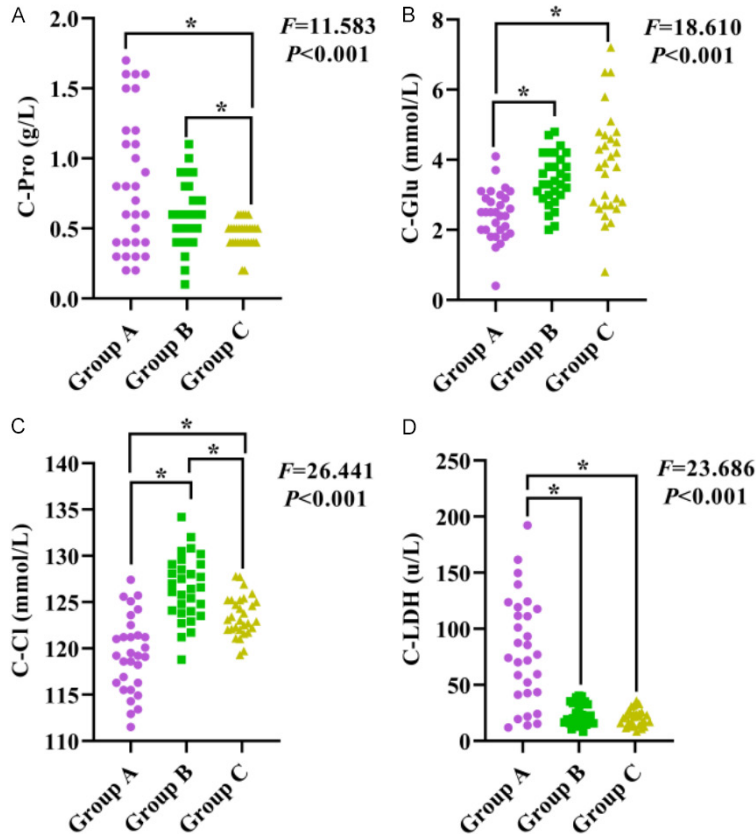 A
C-Pro (g/L)
2.0
1.5
1.0
0.5
0.0
*
*
F=11.583
P<0.001
Group A
Group B
Group C
B
C-Glu (mmol/L)
8
6
4
2
0
*
*
F=18.610
P<0.001
Group A
Group B
Group C
C
C-Cl (mmol/L)
140
135
130
125
120
115
110
*
*
*
F=26.441
P<0.001
Group A
Group B
Group C
D
C-LDH (u/L)
250
200
150
100
50
0
*
*
F=23.686
P<0.001
Group A
Group B
Group C